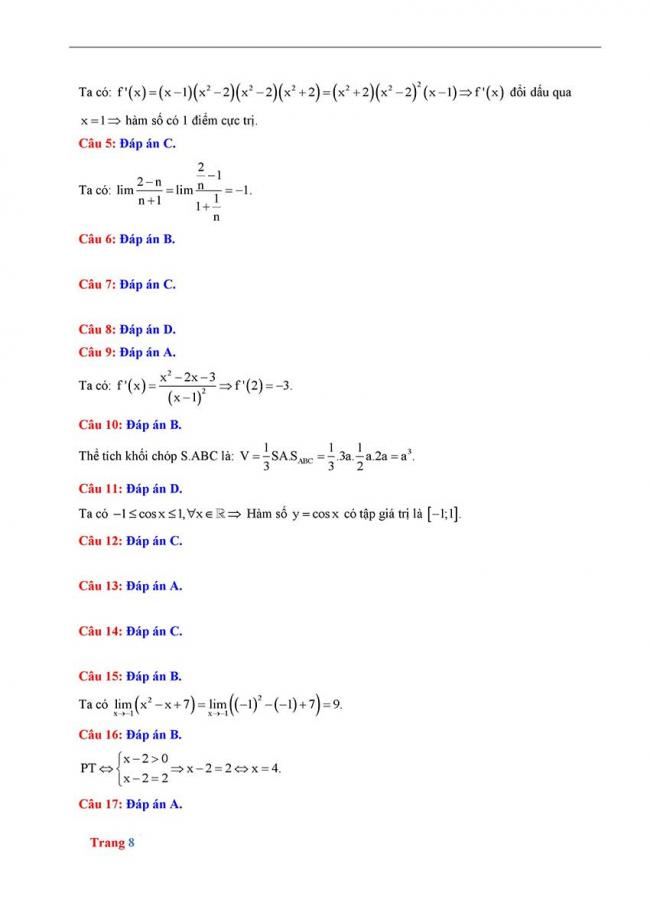 Ta có: f'(x)=(x−1)(x²−2)(x²−2)(x²+2)=(x²+2)(x²−2)²(x−1)⇒f'(x) đổi dấu qua
x=1⇒ hàm số có 1 điểm cực trị.
Câu 5: Đáp án C.
Ta có: lim (2−n)/(n+1) = lim (2/n −1)/(1+ 1/n) = −1.
Câu 6: Đáp án B.
Câu 7: Đáp án C.
Câu 8: Đáp án D.
Câu 9: Đáp án A.
Ta có: f'(x)= (x²−2x−3)/(x−1)² ⇒f'(2)=−3.
Câu 10: Đáp án B.
Thể tích khối chóp S.ABC là: V = 1/3 SA.S_ABC = 1/3 .3a. 1/2 a.2a = a³.
Câu 11: Đáp án D.
Ta có −1≤cosx≤1,∀x∈ℝ⇒ Hàm số y=cosx có tập giá trị là [−1;1].
Câu 12: Đáp án C.
Câu 13: Đáp án A.
Câu 14: Đáp án C.
Câu 15: Đáp án B.
Ta có lim x→−1 (x²−x+7)= lim x→−1 ((−1)²−(−1)+7)=9.
Câu 16: Đáp án B.
PT⇔ { x−2>0
x−2=2 ⇒x−2=2⇔x=4.
Câu 17: Đáp án A.
Trang 8